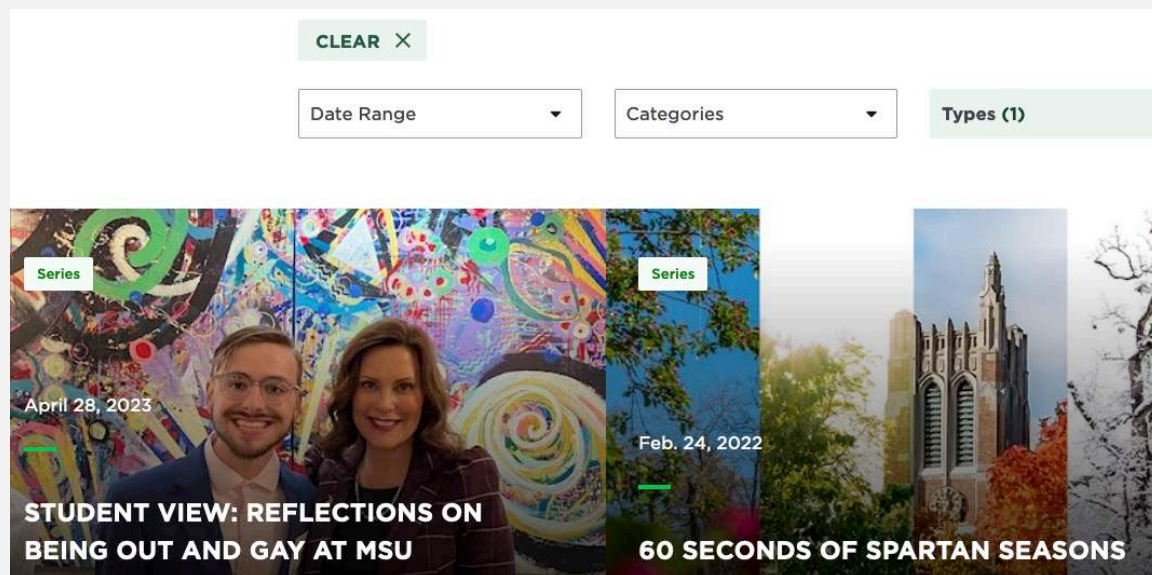 CLEAR ×
Date Range
Categories
Types (1)
Series
April 28, 2023
STUDENT VIEW: REFLECTIONS ON
BEING OUT AND GAY AT MSU
Series
Feb. 24, 2022
60 SECONDS OF SPARTAN SEASONS